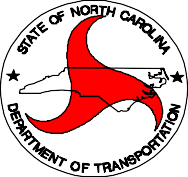 STATE OF NORTH CAROLINA
DEPARTMENT OF TRANSPORTATION